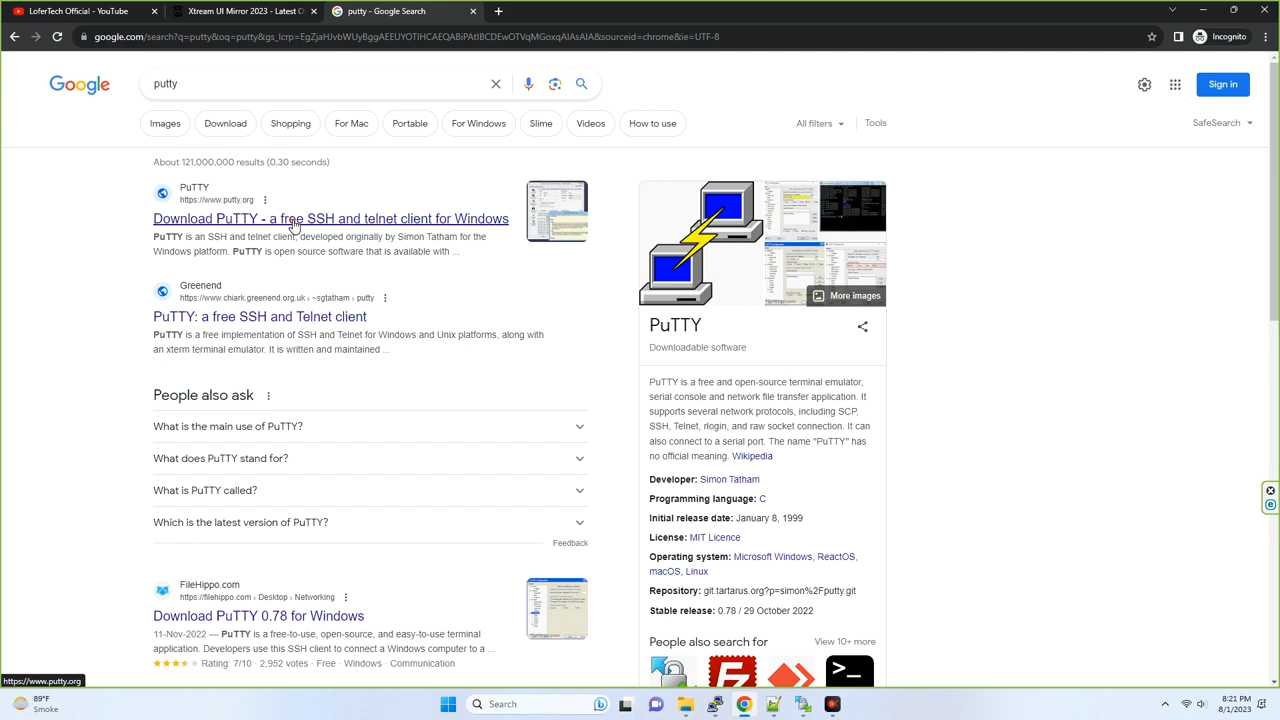 LoferTech Official - YouTube
Xtream UI Mirror 2023 - Latest O
putty - Google Search
google.com/search?q=putty&oq=putty&gs_lcrp=EgZjaHJvbWUyBggAEEUYOTIHCAEQABiPAtIBCDEwOTVqMGoxqAIAsAIA&sourceid=chrome&ie=UTF-8
Incognito
Google
putty
Sign in
Images
Download
Shopping
For Mac
Portable
For Windows
Slime
Videos
How to use
All filters
Tools
SafeSearch
About 121,000,000 results (0.30 seconds)
PuTTY
https://www.putty.org
Download PuTTY - a free SSH and telnet client for Windows
PuTTY is an SSH and telnet client, developed originally by Simon Tatham for the
Windows platform. PuTTY is open source software that is available with ...
Greenend
https://www.chiark.greenend.org.uk › ~sgtatham › putty
PuTTY: a free SSH and Telnet client
PuTTY is a free implementation of SSH and Telnet for Windows and Unix platforms, along with
an xterm terminal emulator. It is written and maintained ...
People also ask
What is the main use of PuTTY?
What does PuTTY stand for?
What is PuTTY called?
Which is the latest version of PuTTY?
Feedback
FileHippo.com
Download PuTTY 0.78 for Windows
11-Nov-2022 — PuTTY is a free-to-use, open-source, and easy-to-use terminal
application. Developers use this SSH client to connect a Windows computer to a ...
Rating: 7/10 · 2,952 votes · Free · Windows · Communication
More images
PuTTY
Downloadable software
PuTTY is a free and open-source terminal emulator,
serial console and network file transfer application. It
supports several network protocols, including SCP,
SSH, Telnet, rlogin, and raw socket connection. It can
also connect to a serial port. The name "PuTTY" has
no official meaning. Wikipedia
Developer: Simon Tatham
Programming language: C
Initial release date: January 8, 1999
License: MIT Licence
Operating system: Microsoft Windows, ReactOS,
macOS, Linux
Repository: git.tartarus.org?p=simon%2Fputty.git
Stable release: 0.78 / 29 October 2022
People also search for
View 10+ more
https://www.putty.org
89°F
Smoke
Search
8:21 PM
8/1/2023